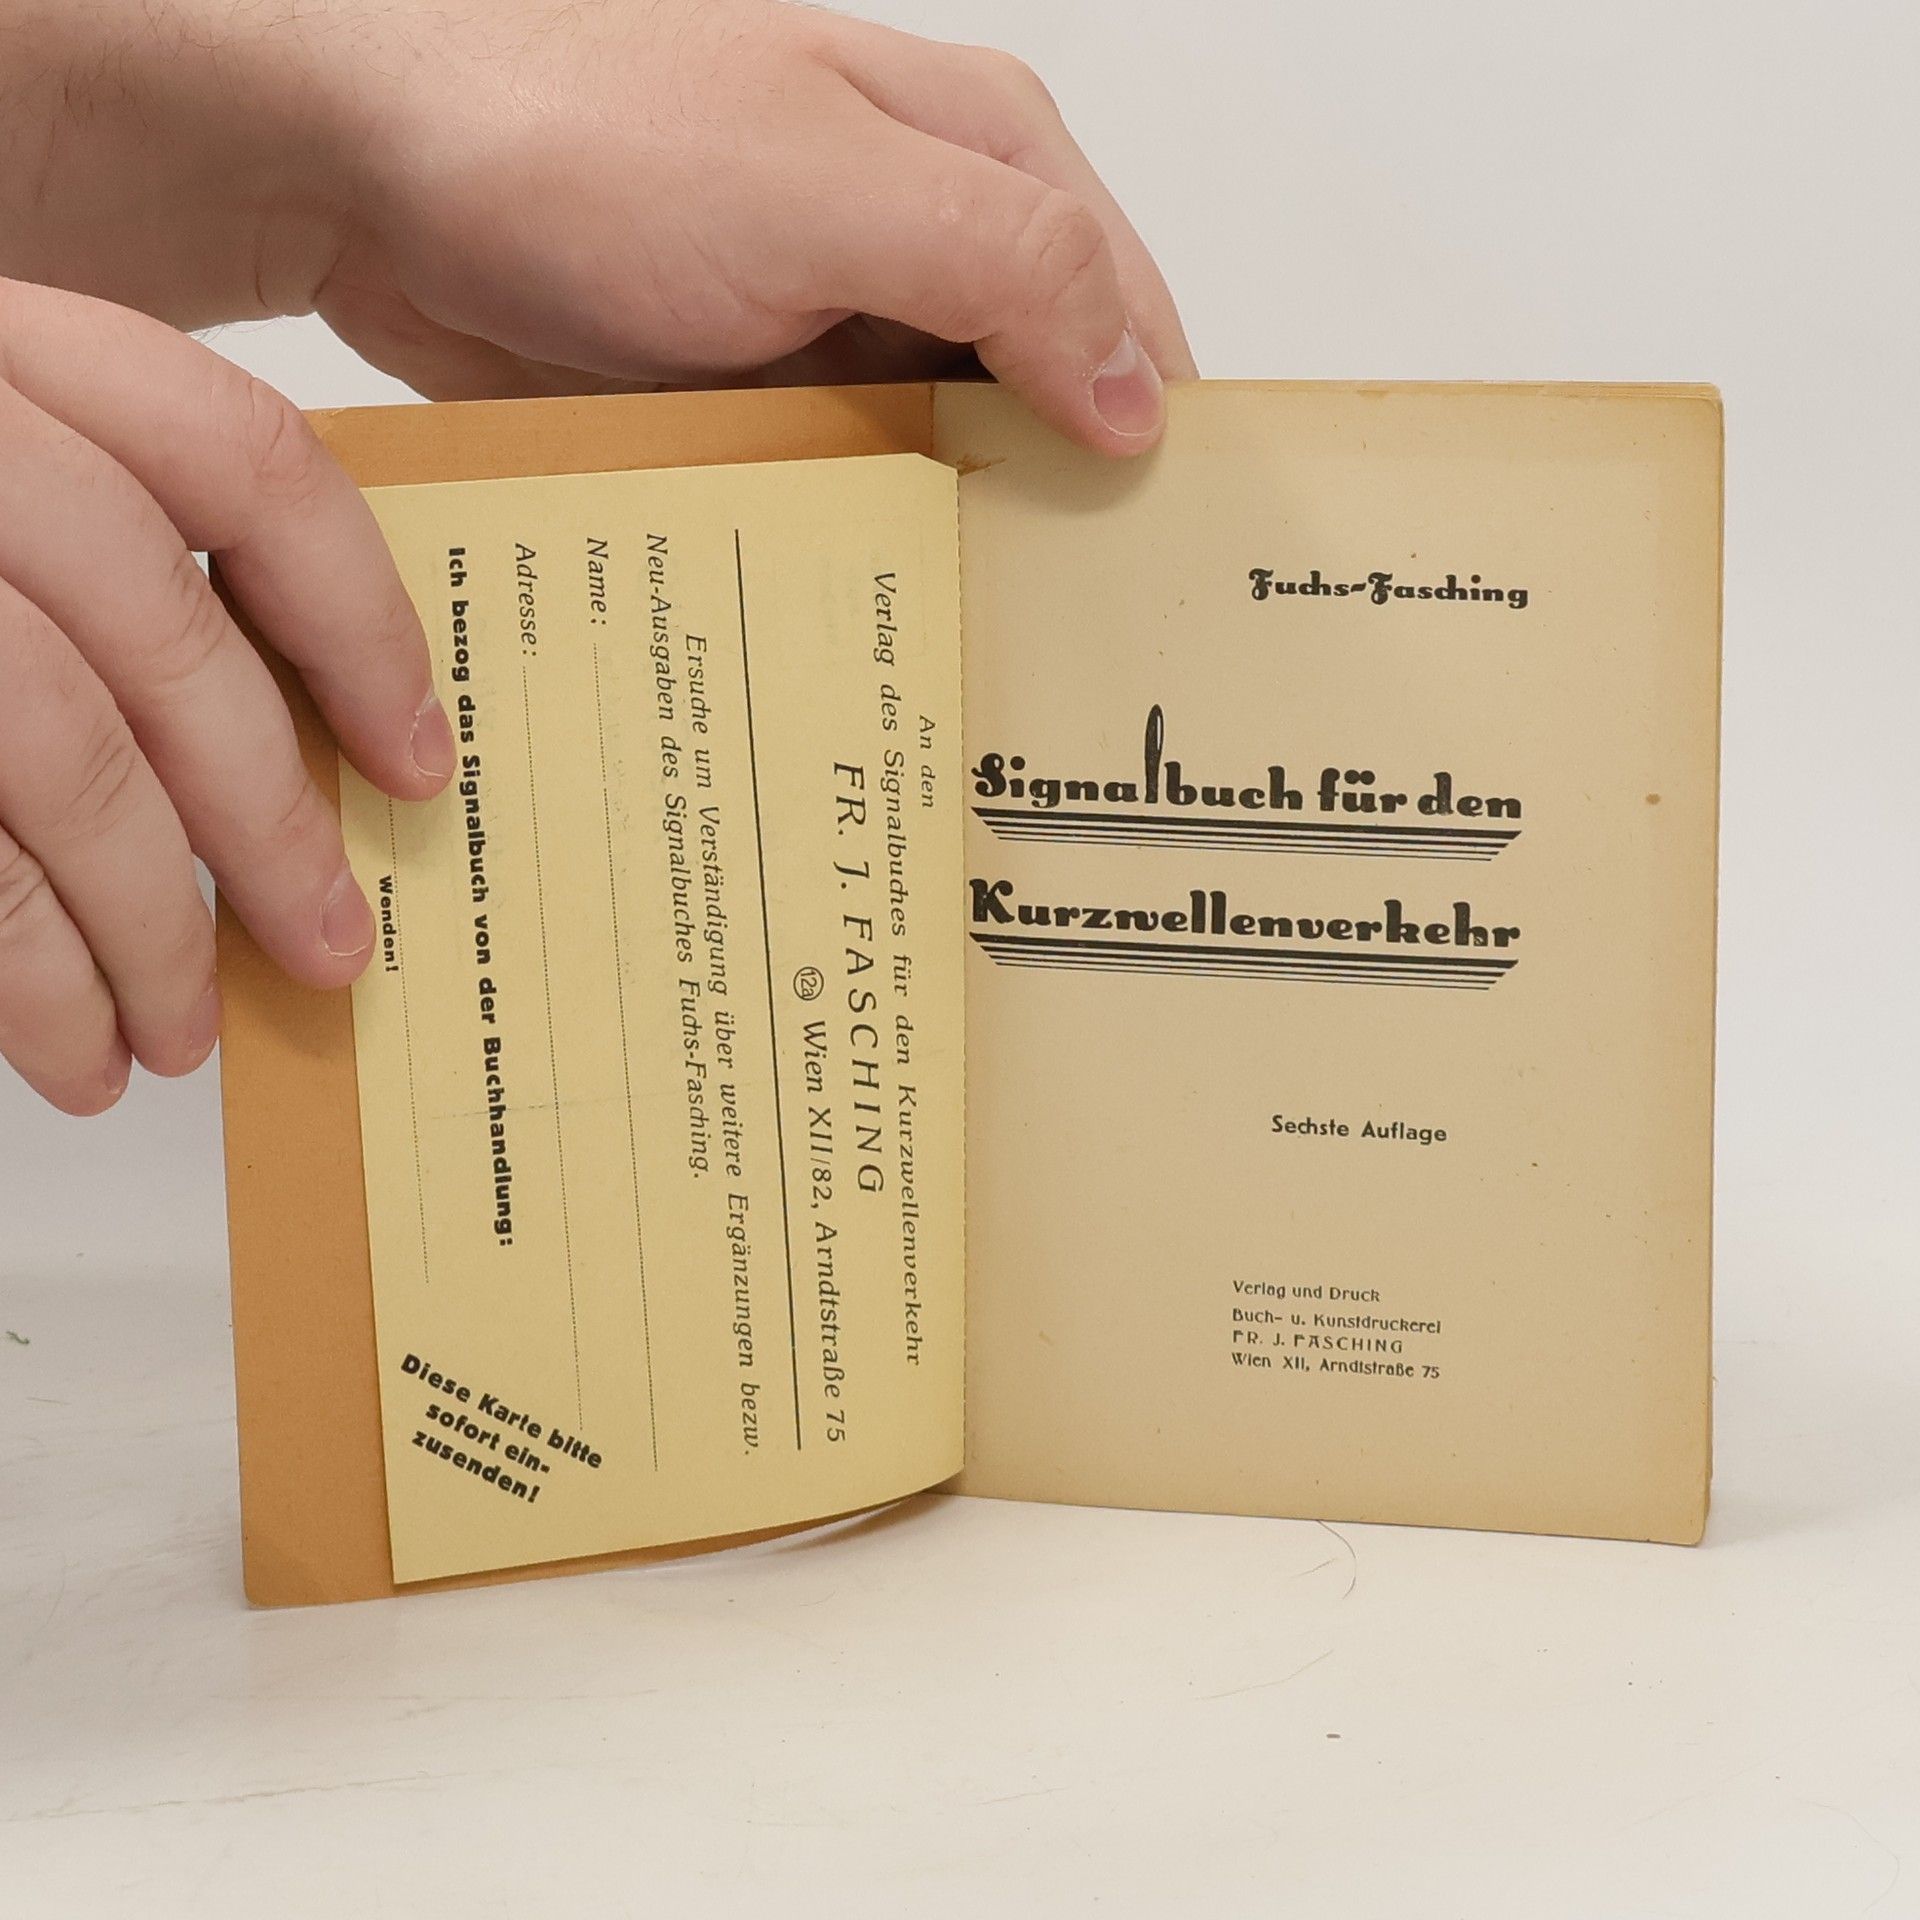 An den
Verlag des Signalbuches für den Kurzwellenverkehr
FR. J. FASCHING
12a Wien XII/82, Arndtstraße 75
Ersuche um Verständigung über weitere Ergänzungen bezw.
Neu-Ausgaben des Signalbuches Fuchs-Fasching.
Name:
Adresse:
Ich bezog das Signalbuch von der Buchhandlung:
Wenden!
Diese Karte bitte
sofort ein-
zusenden!
Fuchs-Fasching
Signalbuch für den
Kurzwellenverkehr
Sechste Auflage
Verlag und Druck
Buch- u. Kunstdruckerei
FR. J. FASCHING
Wien XII, Arndtstraße 75